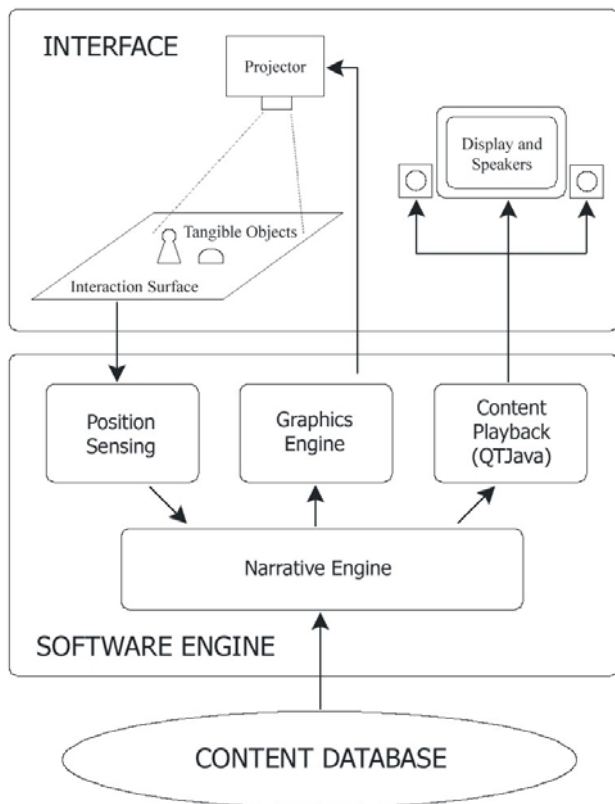 INTERFACE
Projector
Display and
Speakers
Tangible Objects
Interaction Surface
Position
Sensing
Graphics
Engine
Content
Playback
(QTJava)
Narrative Engine
SOFTWARE ENGINE
CONTENT DATABASE